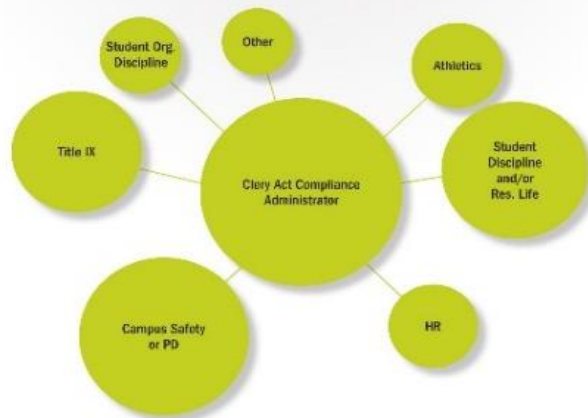 Student Org.
Discipline
Other
Athletics
Title IX
Clery Act Compliance
Administrator
Student
Discipline
and/or
Res. Life
Campus Safety
or PD
HR